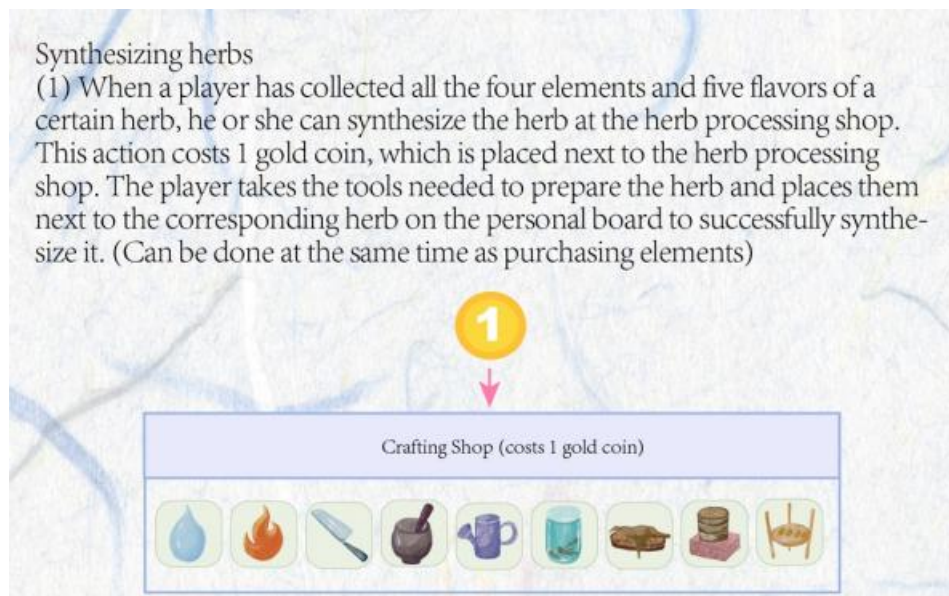 Synthesizing herbs
(1) When a player has collected all the four elements and five flavors of a
certain herb, he or she can synthesize the herb at the herb processing shop.
This action costs 1 gold coin, which is placed next to the herb processing
shop. The player takes the tools needed to prepare the herb and places them
next to the corresponding herb on the personal board to successfully synthe-
size it. (Can be done at the same time as purchasing elements)
1
Crafting Shop (costs 1 gold coin)